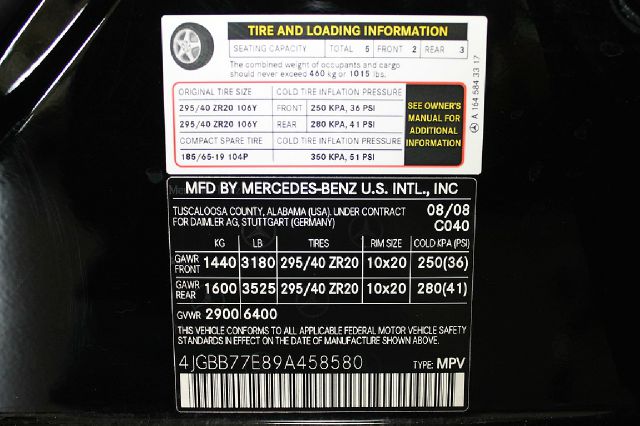 TIRE AND LOADING INFORMATION
SEATING CAPACITY TOTAL 5 FRONT 2 REAR 3
The combined weight of occupants and cargo
should never exceed 460 kg or 1015 lbs.
ORIGINAL TIRE SIZE COLD TIRE INFLATION PRESSURE
295/40 ZR20 106Y FRONT 250 KPA, 36 PSI
295/40 ZR20 106Y REAR 280 KPA, 41 PSI
COMPACT SPARE TIRE COLD TIRE INFLATION PRESSURE
185/65-19 104P 350 KPA, 51 PSI
SEE OWNER'S
MANUAL FOR
ADDITIONAL
INFORMATION
A 164 584 33 17
MFD BY MERCEDES-BENZ U.S. INTL., INC
TUSCALOOSA COUNTY, ALABAMA (USA). UNDER CONTRACT 08/08
FOR DAIMLER AG, STUTTGART (GERMANY) C040
KG LB TIRES RIM SIZE COLD KPA (PSI)
GAWR FRONT 1440 3180 295/40 ZR20 10x20 250(36)
GAWR REAR 1600 3525 295/40 ZR20 10x20 280(41)
GVWR 2900 6400
THIS VEHICLE CONFORMS TO ALL APPLICABLE FEDERAL MOTOR VEHICLE SAFETY
STANDARDS IN EFFECT ON THE DATE OF MANUFACTURE SHOWN ABOVE.
4JGBB77E89A458580 TYPE: MPV